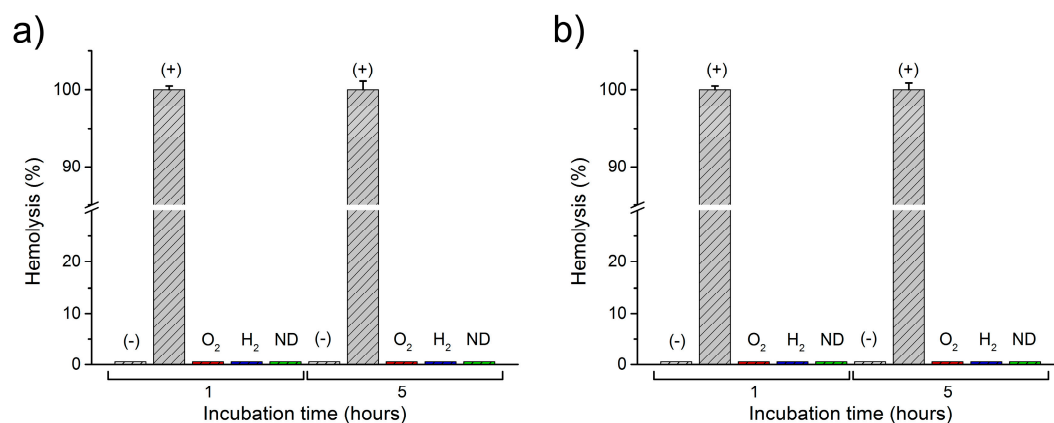 a)
Hemolysis (%)
100
90
20
10
0
(+)
(+)
(-)
O₂
H₂
ND
(-)
O₂
H₂
ND
1
5
Incubation time (hours)
b)
Hemolysis (%)
100
90
20
10
0
(+)
(+)
(-)
O₂
H₂
ND
(-)
O₂
H₂
ND
1
5
Incubation time (hours)